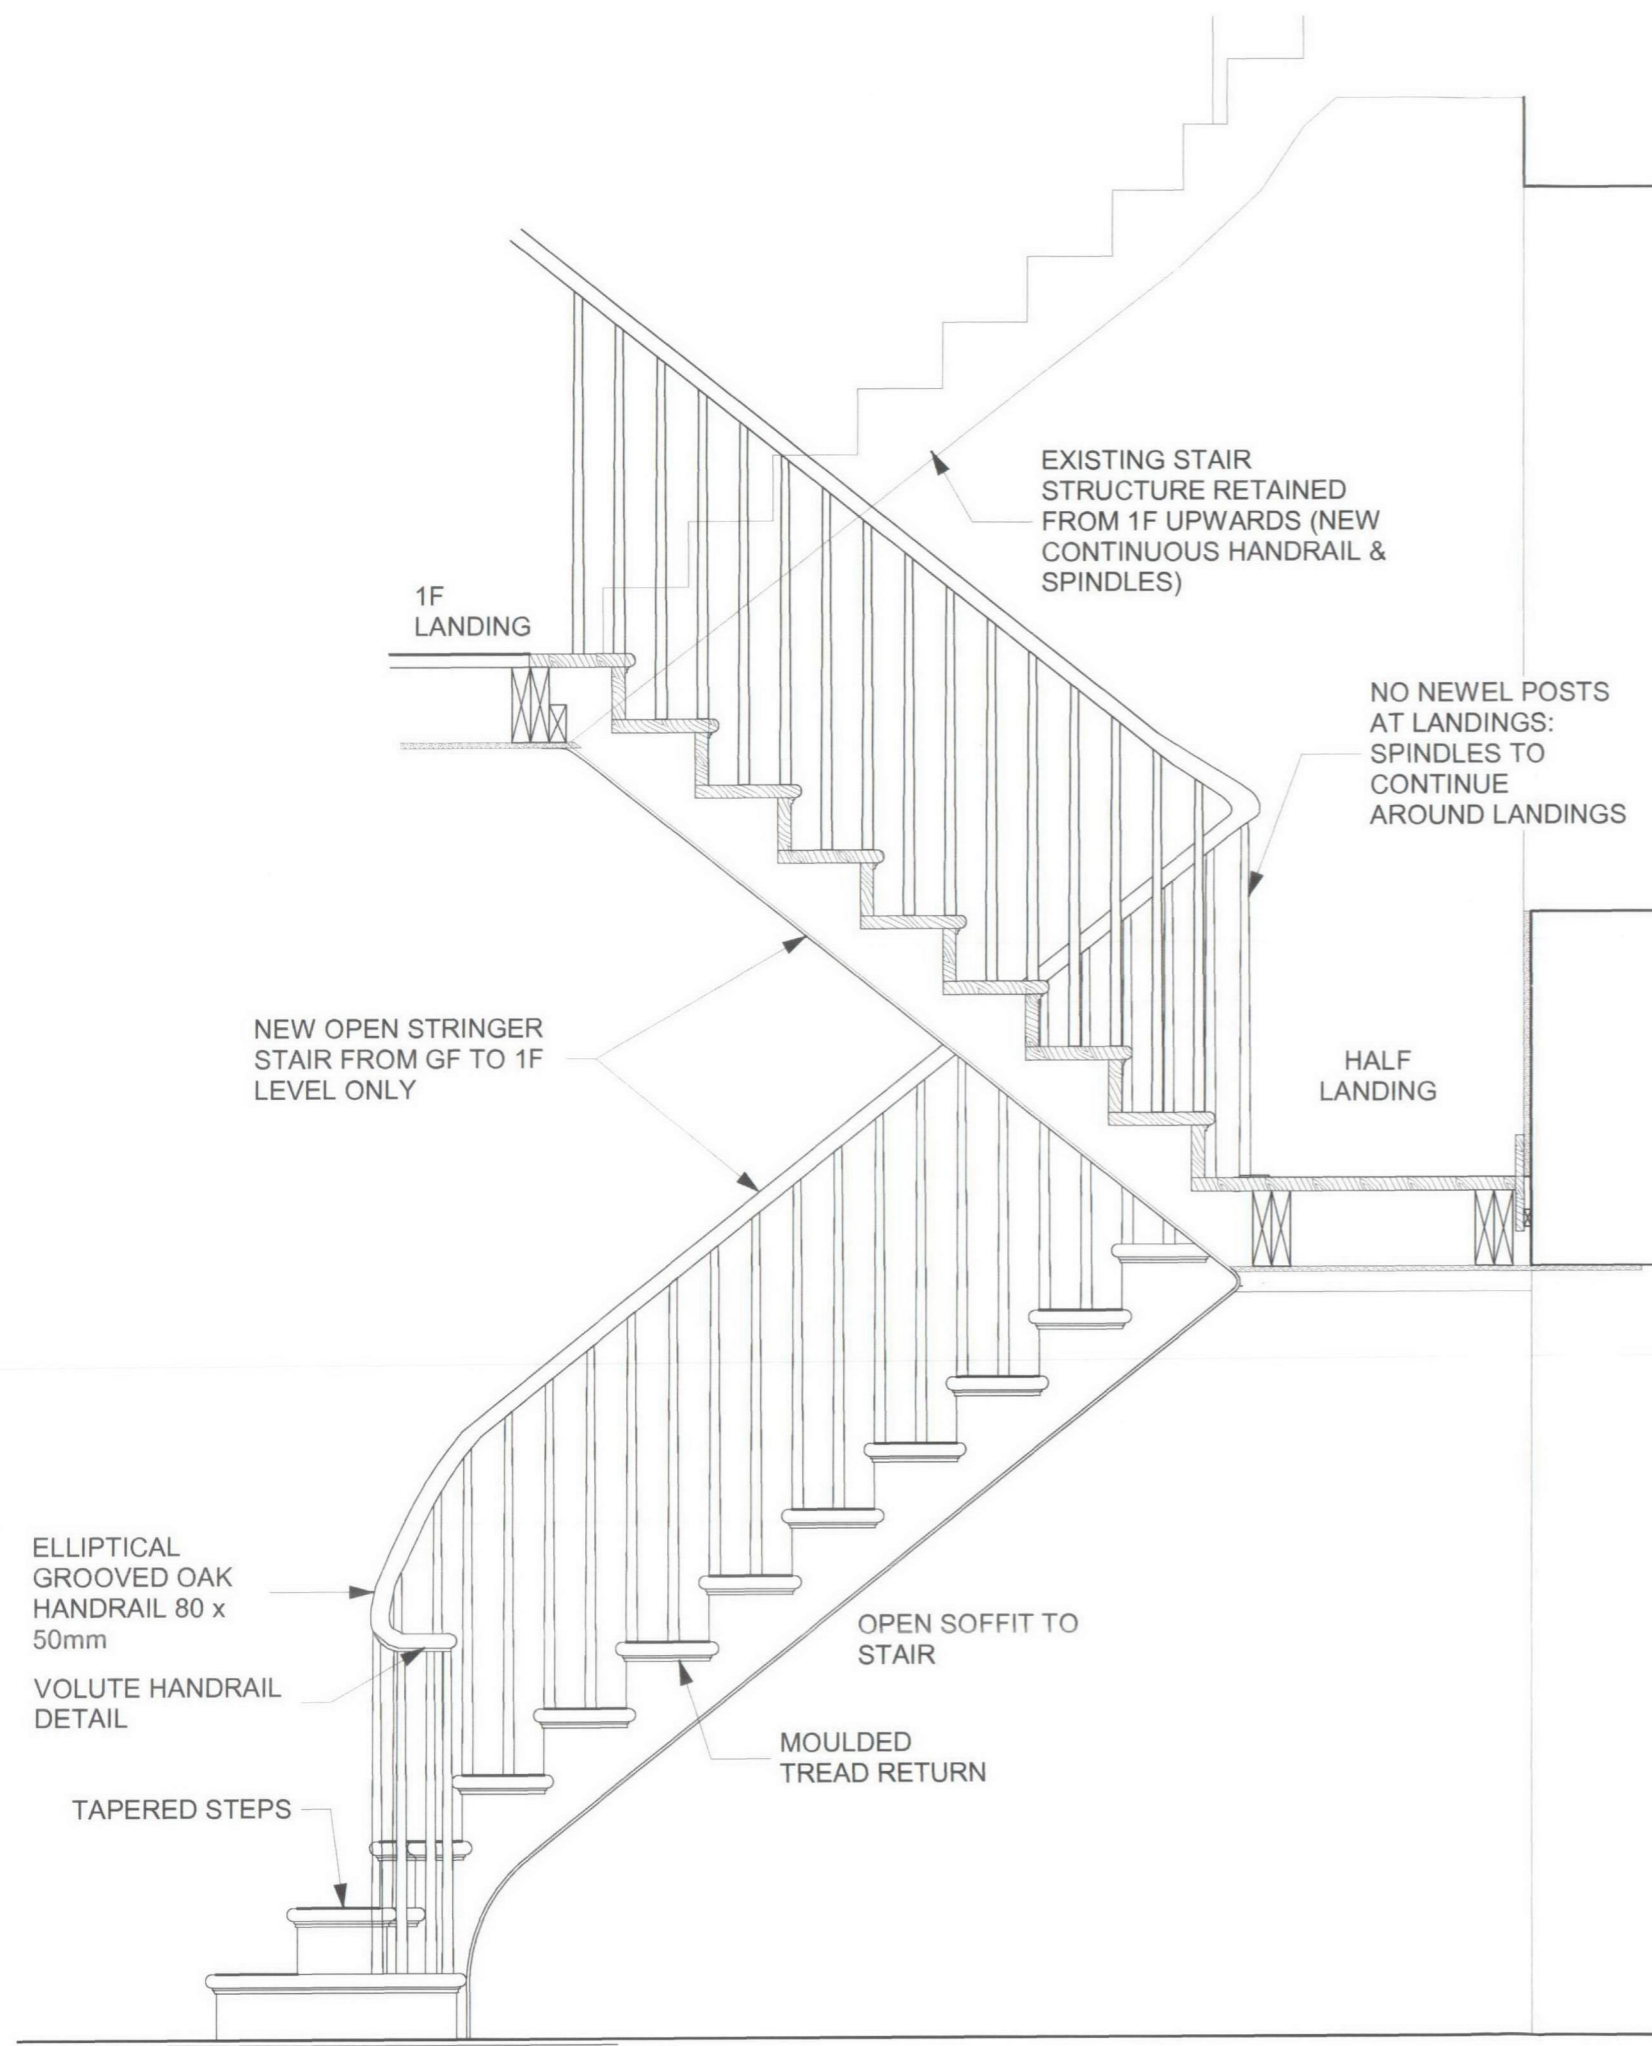 EXISTING STAIR
STRUCTURE RETAINED
FROM 1F UPWARDS (NEW
CONTINUOUS HANDRAIL &
SPINDLES)
1F
LANDING
NO NEWEL POSTS
AT LANDINGS:
SPINDLES TO
CONTINUE
AROUND LANDINGS
NEW OPEN STRINGER
STAIR FROM GF TO 1F
LEVEL ONLY
HALF
LANDING
ELLIPTICAL
GROOVED OAK
HANDRAIL 80 x
50mm
VOLUTE HANDRAIL
DETAIL
OPEN SOFFIT TO
STAIR
MOULDED
TREAD RETURN
TAPERED STEPS